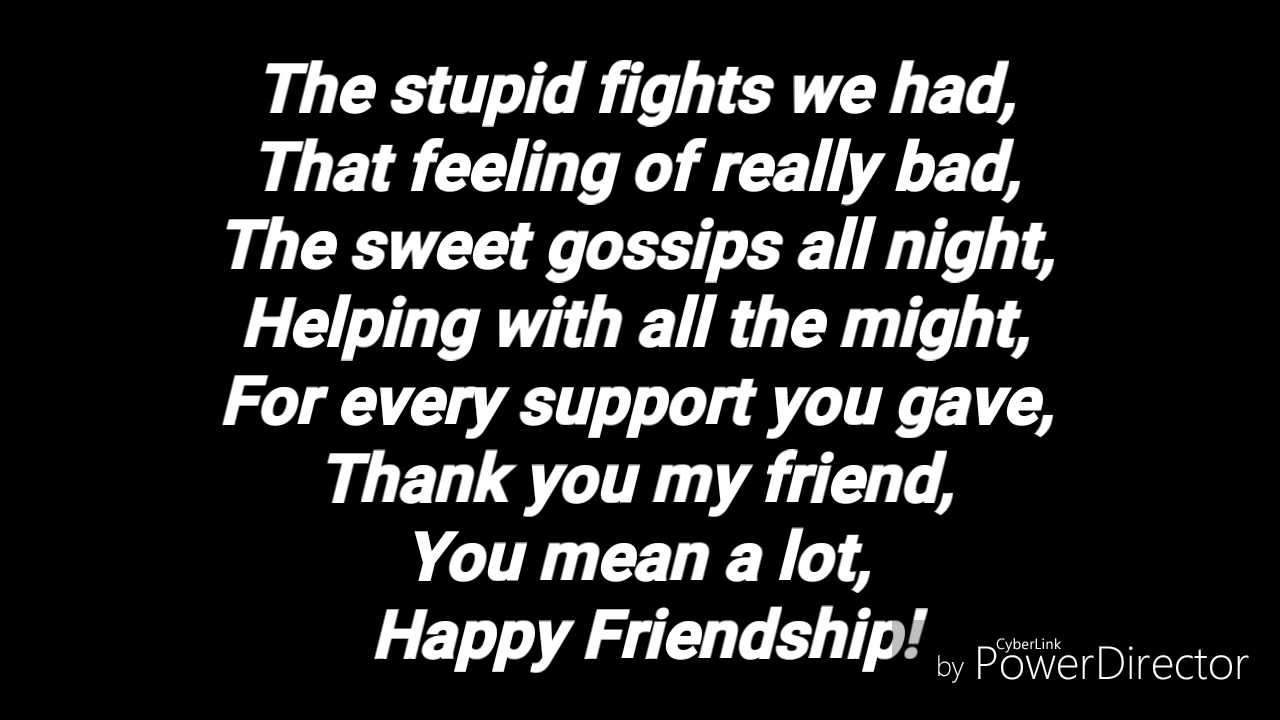 The stupid fights we had,
That feeling of really bad,
The sweet gossips all night,
Helping with all the might,
For every support you gave,
Thank you my friend,
You mean a lot,
Happy Friendship!
by CyberLink PowerDirector